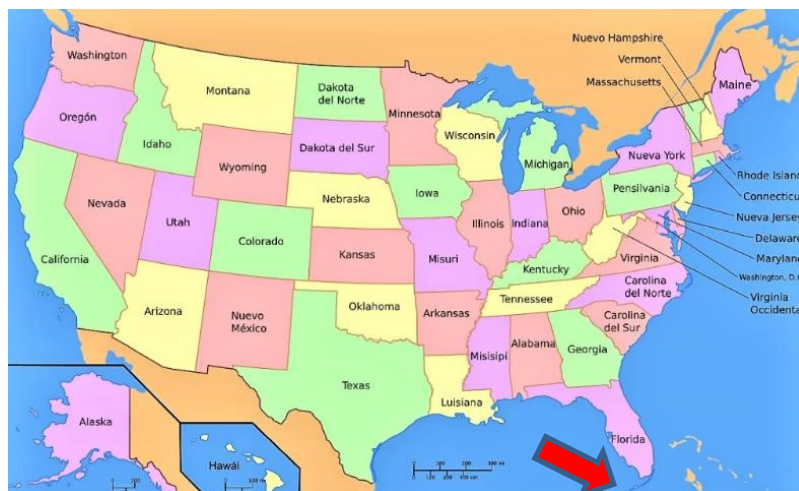 Nuevo Hampshire
Vermont
Massachusetts
Washington
Montana
Dakota
del Norte
Minnesota
Maine
Oregón
Idaho
Wisconsin
Dakota del Sur
Michigan
Nueva York
Wyoming
Rhode Island
Connecticu
Pensilvania
Nebraska
Iowa
Nevada
Utah
Illinois
Indiana
Ohio
Nueva Jersey
Colorado
Delaware
California
Kansas
Misuri
Virginia
Maryland
Kentucky
Washington, D.C
Virginia
Occidental
Carolina
del Norte
Arizona
Oklahoma
Tennessee
Nuevo
México
Arkansas
Carolina
del Sur
Misisipi
Alabama
Georgia
Texas
Luisiana
Alaska
Florida
Hawái